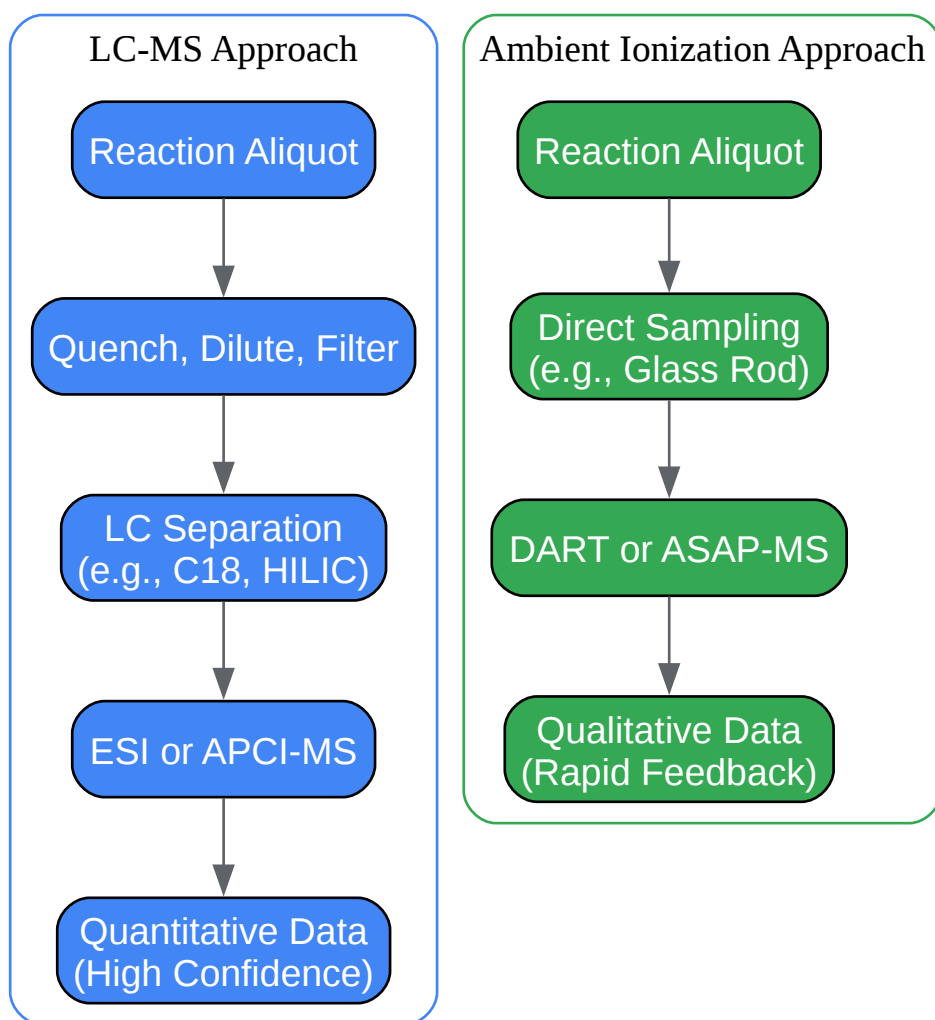 LC-MS Approach
Reaction Aliquot
Quench, Dilute, Filter
LC Separation
(e.g., C18, HILIC)
ESI or APCI-MS
Quantitative Data
(High Confidence)
Ambient Ionization Approach
Reaction Aliquot
Direct Sampling
(e.g., Glass Rod)
DART or ASAP-MS
Qualitative Data
(Rapid Feedback)